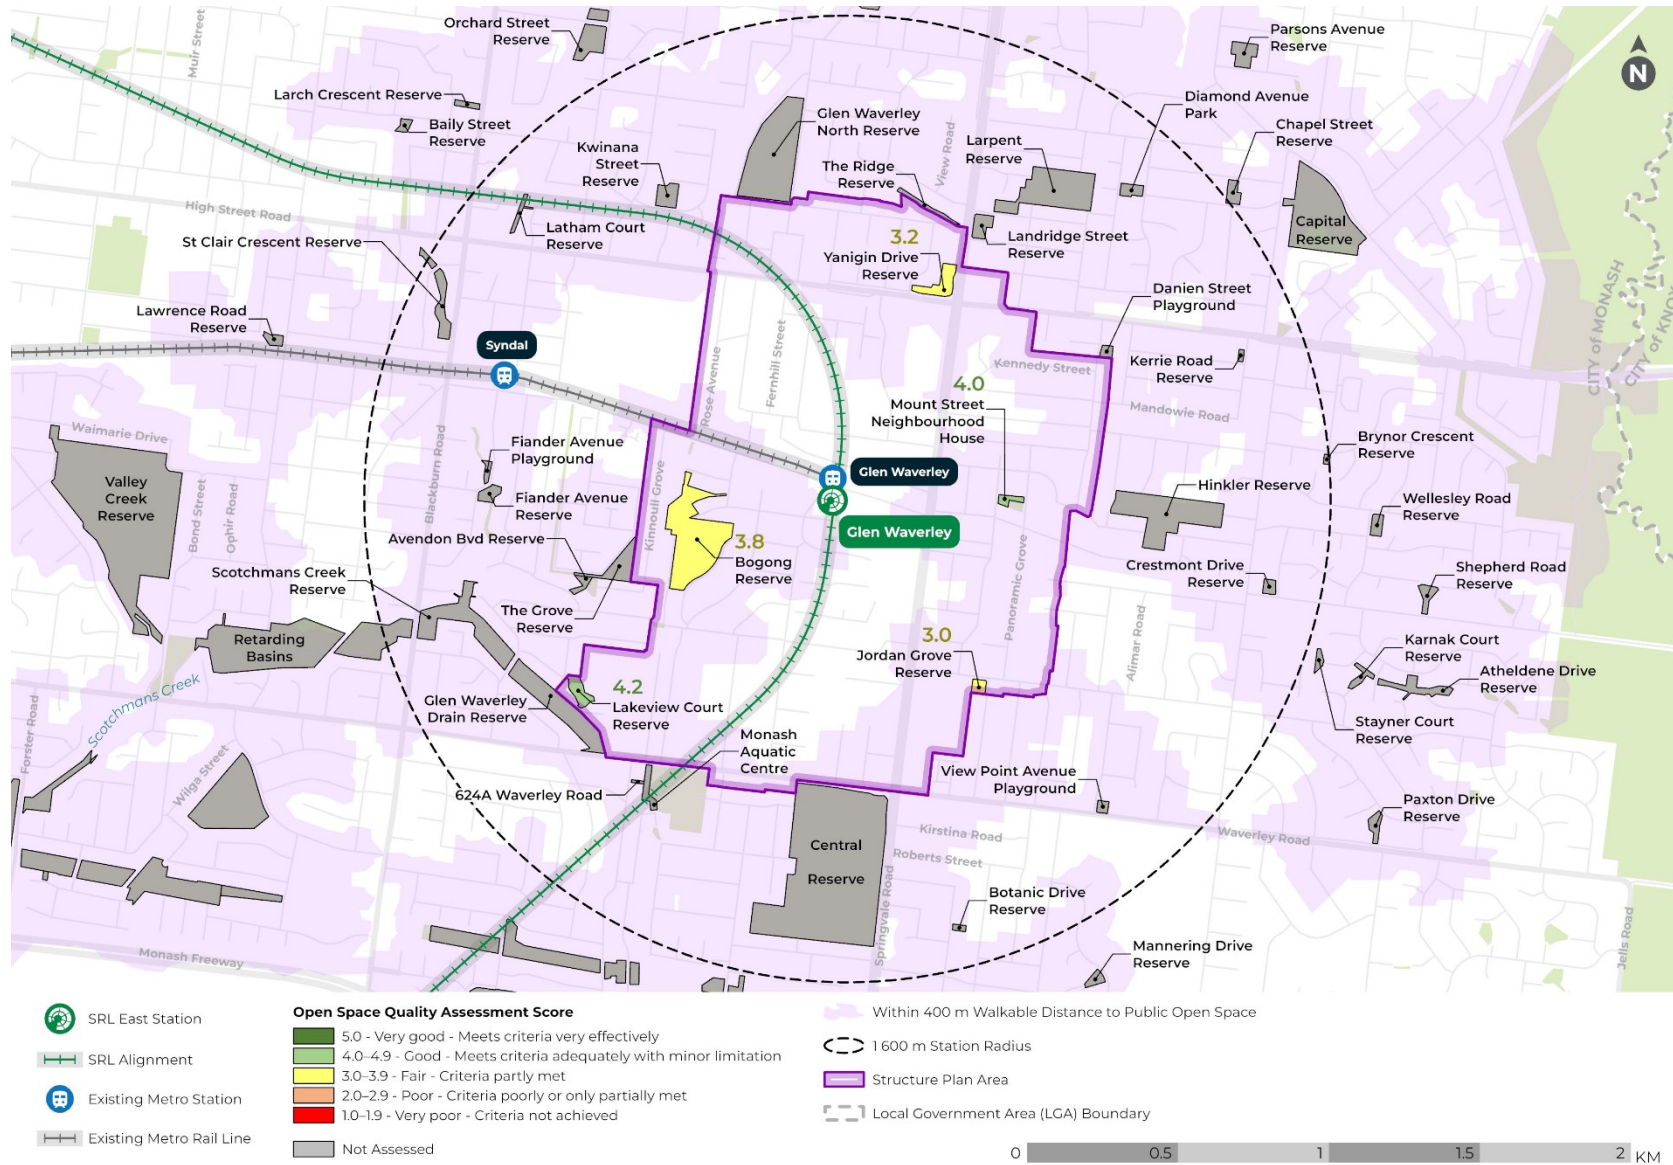 Orchard Street
Reserve
Muir Street
Parsons Avenue
Reserve
N
Larch Crescent Reserve
Baily Street
Reserve
Glen Waverley
North Reserve
Diamond Avenue
Park
Chapel Street
Reserve
Kwinana
Street
Reserve
The Ridge
Reserve
View Road
Larpent
Reserve
Capital
Reserve
High Street Road
Latham Court
Reserve
St Clair Crescent Reserve
3.2
Yanigin Drive
Reserve
Landridge Street
Reserve
Danien Street
Playground
Lawrence Road
Reserve
Syndal
Rose Avenue
Fernhill Street
Kennedy Street
Kerrie Road
Reserve
CITY OF MONASH
CITY OF KNOX
4.0
Mount Street
Neighbourhood
House
Mandowie Road
Waimarie Drive
Blackburn Road
Fiander Avenue
Playground
Brynor Crescent
Reserve
Glen Waverley
Valley
Creek
Reserve
Bond Street
Ophir Road
Fiander Avenue
Reserve
Kinnoull Grove
Hinkler Reserve
Wellesley Road
Reserve
Glen Waverley
Avendon Bvd Reserve
3.8
Bogong
Reserve
Panoramic Grove
Scotchmans Creek
Reserve
Crestmont Drive
Reserve
Shepherd Road
Reserve
The Grove
Reserve
Retarding
Basins
3.0
Jordan Grove
Reserve
Alimar Road
Karnak Court
Reserve
Atheldene Drive
Reserve
Scotchmans Creek
Forster Road
Glen Waverley
Drain Reserve
4.2
Lakeview Court
Reserve
Stayner Court
Reserve
Monash
Aquatic
Centre
Wilga Street
624A Waverley Road
View Point Avenue
Playground
Paxton Drive
Reserve
Central
Reserve
Kirstina Road
Roberts Street
Waverley Road
Botanic Drive
Reserve
Springvale Road
Jells Road
Monash Freeway
Mannering Drive
Reserve
SRL East Station
SRL Alignment
Existing Metro Station
Existing Metro Rail Line
Open Space Quality Assessment Score
5.0 - Very good - Meets criteria very effectively
4.0–4.9 - Good - Meets criteria adequately with minor limitation
3.0–3.9 - Fair - Criteria partly met
2.0–2.9 - Poor - Criteria poorly or only partially met
1.0–1.9 - Very poor - Criteria not achieved
Not Assessed
Within 400 m Walkable Distance to Public Open Space
1 600 m Station Radius
Structure Plan Area
Local Government Area (LGA) Boundary
0 0.5 1 1.5 2 KM